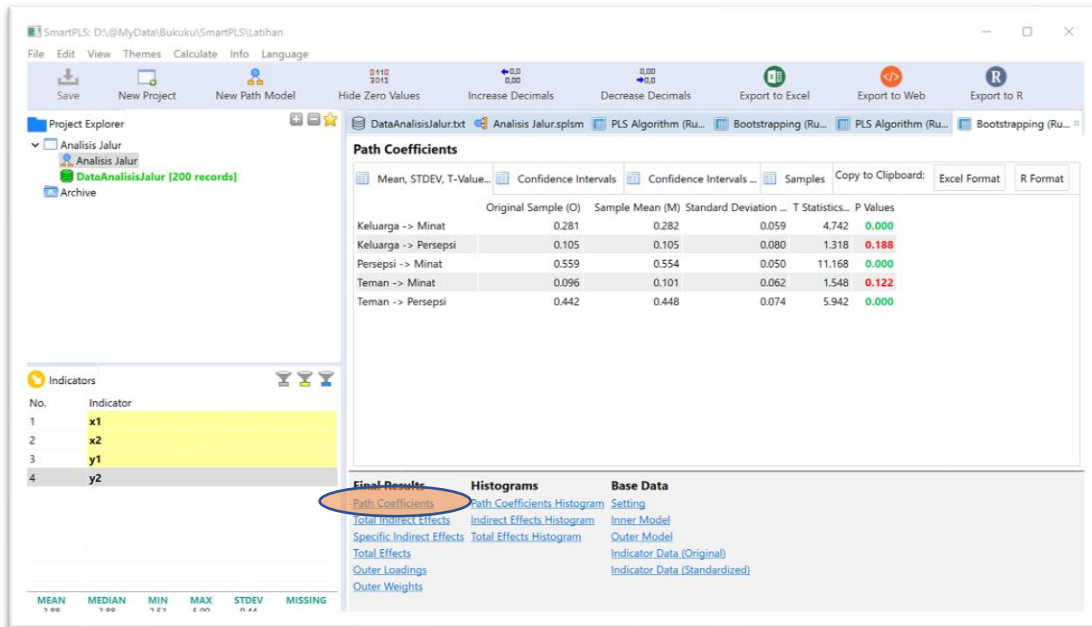 SmartPLS: D:\@MyData\Bukuku\SmartPLS\Latihan
File Edit View Themes Calculate Info Language
Save New Project New Path Model Hide Zero Values Increase Decimals Decrease Decimals Export to Excel Export to Web Export to R
Project Explorer
Analisis Jalur
Analisis Jalur
DataAnalisisJalur [200 records]
Archive
DataAnalisisJalur.txt Analisis Jalur.splsm PLS Algorithm (Ru... Bootstrapping (Ru... PLS Algorithm (Ru... Bootstrapping (Ru...
Path Coefficients
Mean, STDEV, T-Value... Confidence Intervals Confidence Intervals ... Samples Copy to Clipboard: Excel Format R Format
Original Sample (O) Sample Mean (M) Standard Deviation ... T Statistics... P Values
Keluarga -> Minat 0.281 0.282 0.059 4.742 0.000
Keluarga -> Persepsi 0.105 0.105 0.080 1.318 0.188
Persepsi -> Minat 0.559 0.554 0.050 11.168 0.000
Teman -> Minat 0.096 0.101 0.062 1.548 0.122
Teman -> Persepsi 0.442 0.448 0.074 5.942 0.000
Indicators
No. Indicator
1 x1
2 x2
3 y1
4 y2
MEAN MEDIAN MIN MAX STDEV MISSING
Final Results Histograms Base Data
Path Coefficients Path Coefficients Histogram Setting
Total Indirect Effects Indirect Effects Histogram Inner Model
Specific Indirect Effects Total Effects Histogram Outer Model
Total Effects Indicator Data (Original)
Outer Loadings Indicator Data (Standardized)
Outer Weights